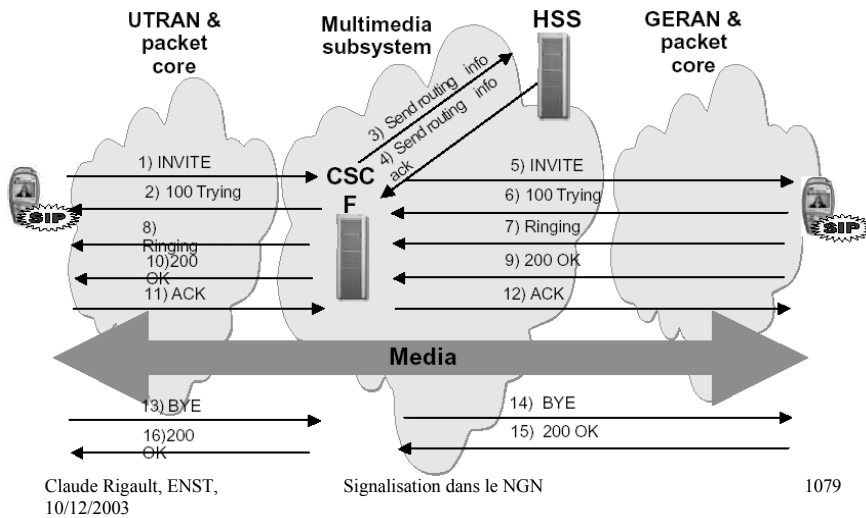 UTRAN &
packet
core
Multimedia
subsystem
HSS
GERAN &
packet
core
3) Send routing info
4) Send routing info
ack
1) INVITE
CSC
F
5) INVITE
2) 100 Trying
6) 100 Trying
SIP
SIP
8)
Ringing
7) Ringing
10)200
OK
9) 200 OK
11) ACK
12) ACK
Media
13) BYE
14) BYE
16)200
OK
15) 200 OK
Claude Rigault, ENST,
10/12/2003
Signalisation dans le NGN
1079